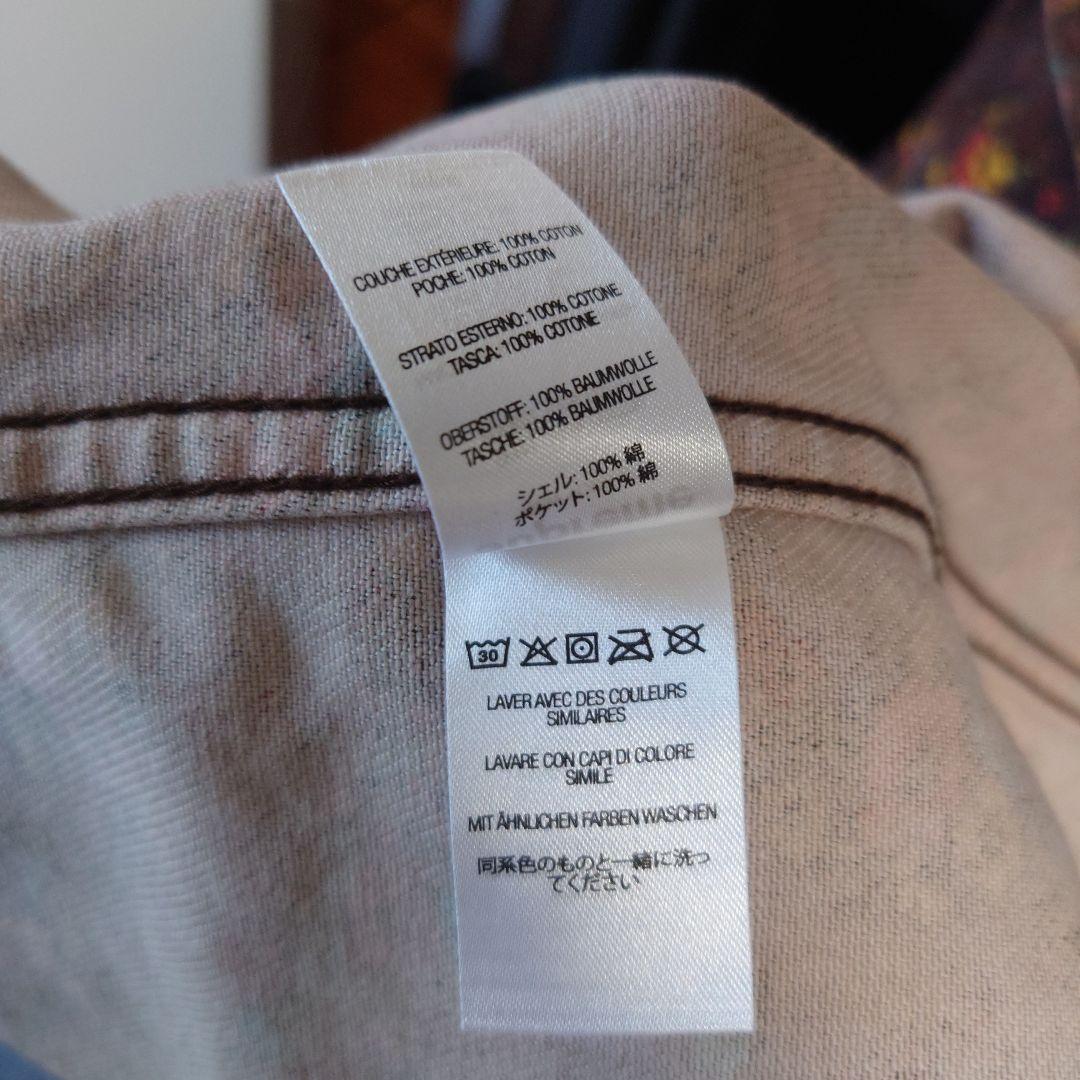 COUCHE EXTÉRIEURE: 100% COTON
POCHE: 100% COTON
STRATO ESTERNO: 100% COTONE
TASCA: 100% COTONE
OBERSTOFF: 100% BAUMWOLLE
TASCHE: 100% BAUMWOLLE
シェル: 100% 綿
ポケット: 100% 綿
30
LAVER AVEC DES COULEURS
SIMILAIRES
LAVARE CON CAPI DI COLORE
SIMILE
MIT ÄHNLICHEN FARBEN WASCHEN
同系色のものと一緒に洗っ
てください